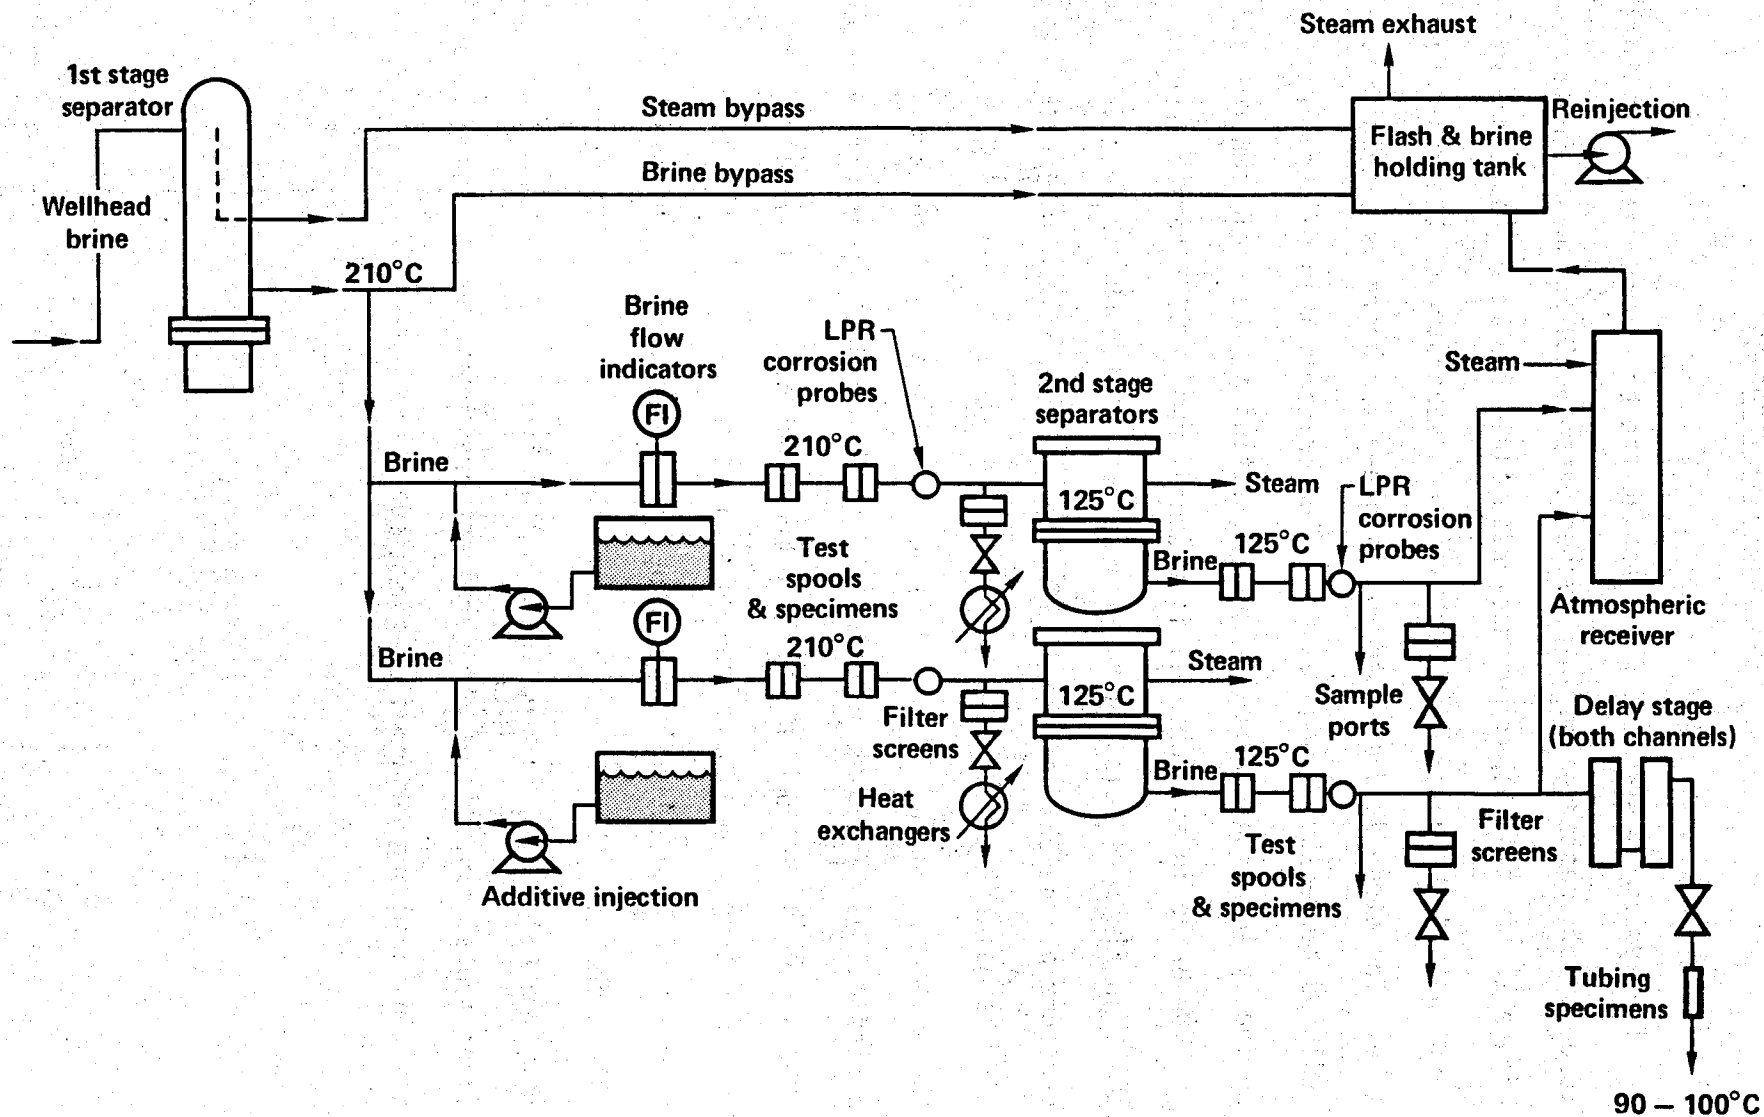 Steam exhaust
1st stage
separator
Steam bypass
Reinjection
Flash & brine
holding tank
Brine bypass
Wellhead
brine
210°C
Brine
flow
indicators
LPR
corrosion
probes
Steam
2nd stage
separators
FI
210°C
Brine
125°C
Steam
LPR
corrosion
probes
Test
spools
& specimens
125°C
Brine
Atmospheric
receiver
FI
210°C
Brine
125°C
Steam
Sample
ports
Filter
screens
Delay stage
(both channels)
125°C
Brine
Heat
exchangers
Filter
screens
Test
spools
& specimens
Additive injection
Tubing
specimens
90 – 100°C